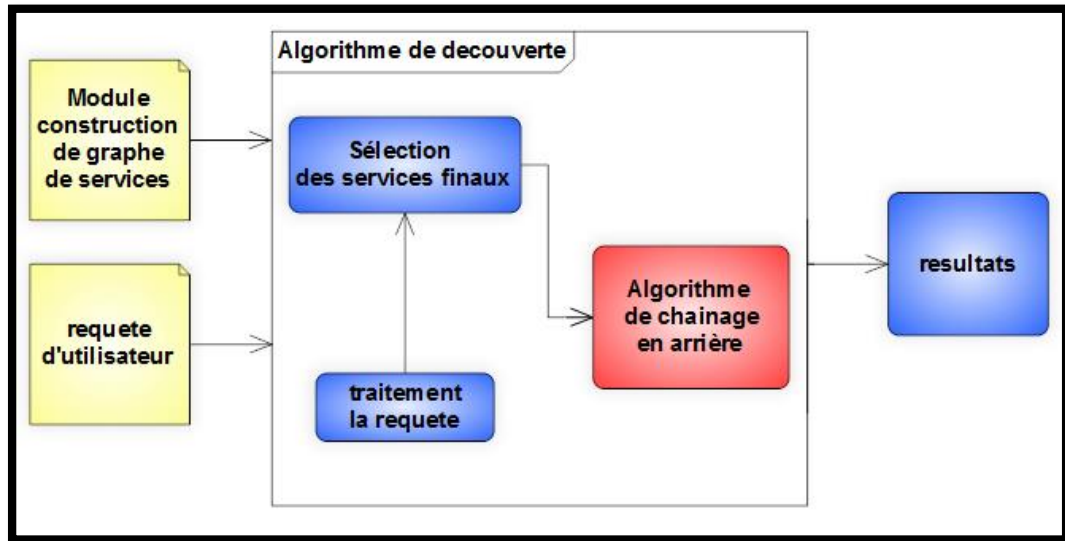 Algorithme de decouverte
Module
construction
de graphe
de services
Sélection
des services finaux
requete
d'utilisateur
traitement
la requete
Algorithme
de chainage
en arrière
resultats